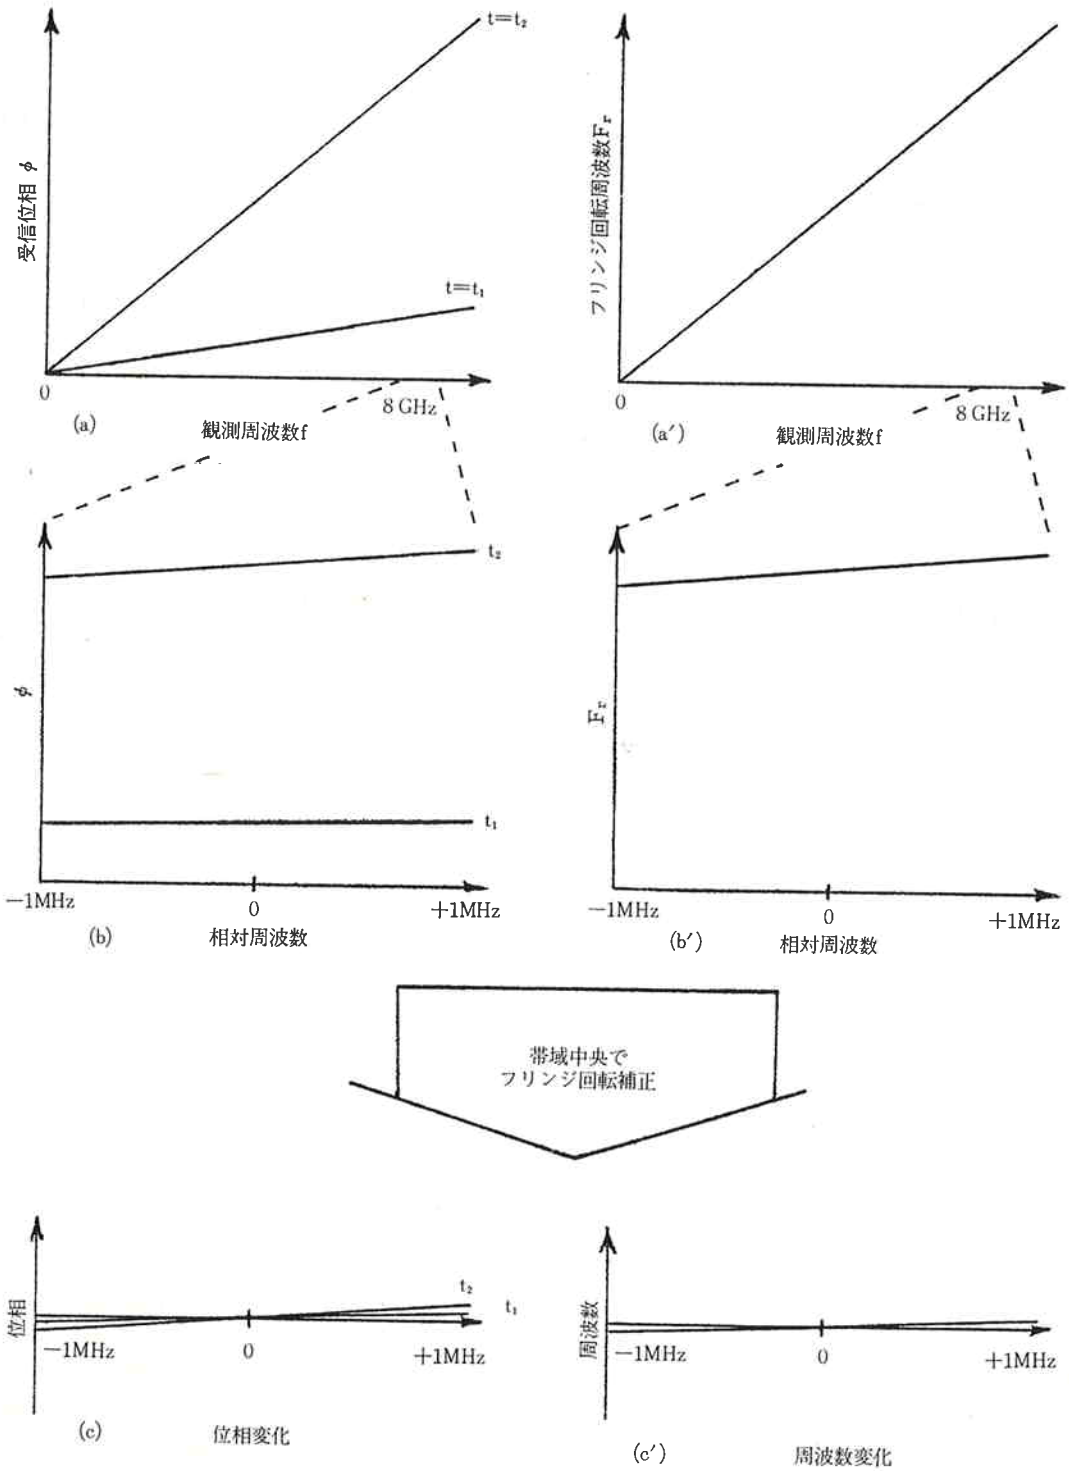 t=t₂
受信位相 φ
t=t₁
0
8 GHz
(a)
観測周波数f
フリンジ回転周波数Fᵣ
0
8 GHz
(a′)
観測周波数f
t₂
φ
t₁
−1MHz
0
+1MHz
(b)
相対周波数
Fᵣ
−1MHz
0
+1MHz
(b′)
相対周波数
帯域中央で
フリンジ回転補正
位相
t₂
t₁
−1MHz
0
+1MHz
(c)
位相変化
周波数
−1MHz
0
+1MHz
(c′)
周波数変化